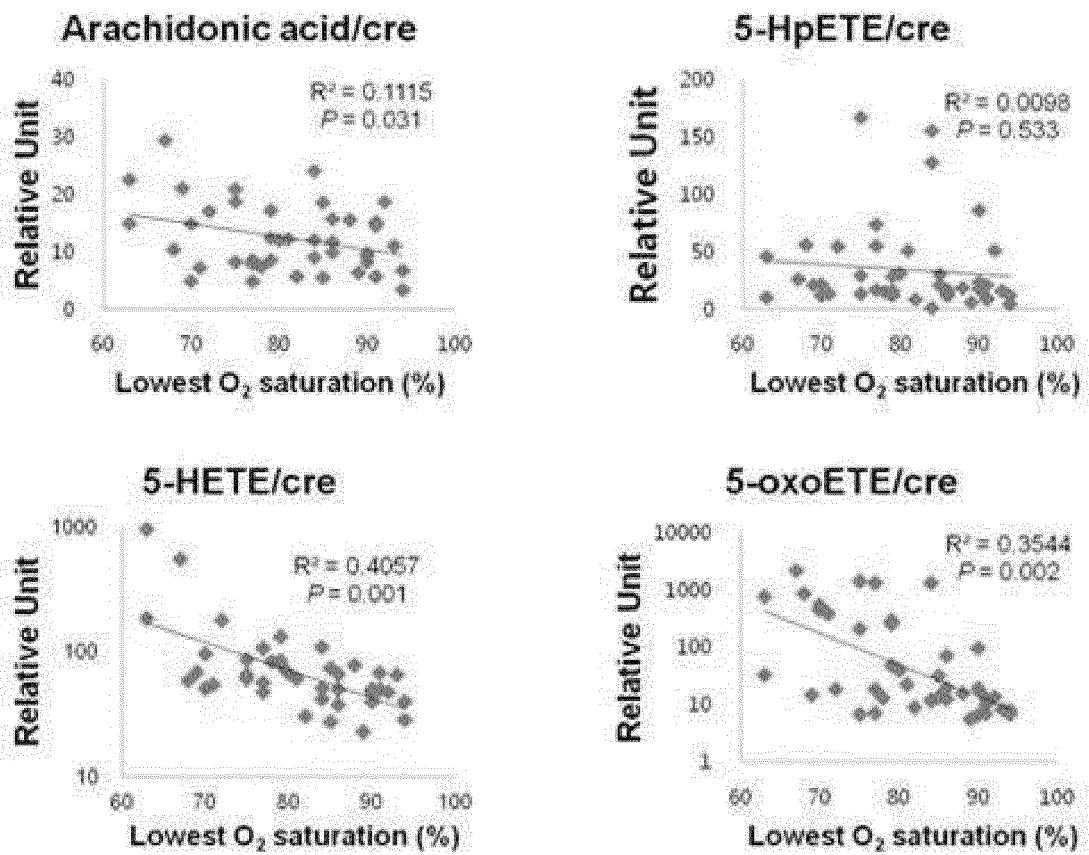 Arachidonic acid/cre
40
30
20
10
0
Relative Unit
R² = 0.1115
P = 0.031
60 70 80 90 100
Lowest O₂ saturation (%)
5-HpETE/cre
200
150
100
50
0
Relative Unit
R² = 0.0098
P = 0.533
60 70 80 90 100
Lowest O₂ saturation (%)
5-HETE/cre
1000
100
10
Relative Unit
R² = 0.4057
P = 0.001
60 70 80 90 100
Lowest O₂ saturation (%)
5-oxoETE/cre
10000
1000
100
10
1
Relative Unit
R² = 0.3544
P = 0.002
60 70 80 90 100
Lowest O₂ saturation (%)